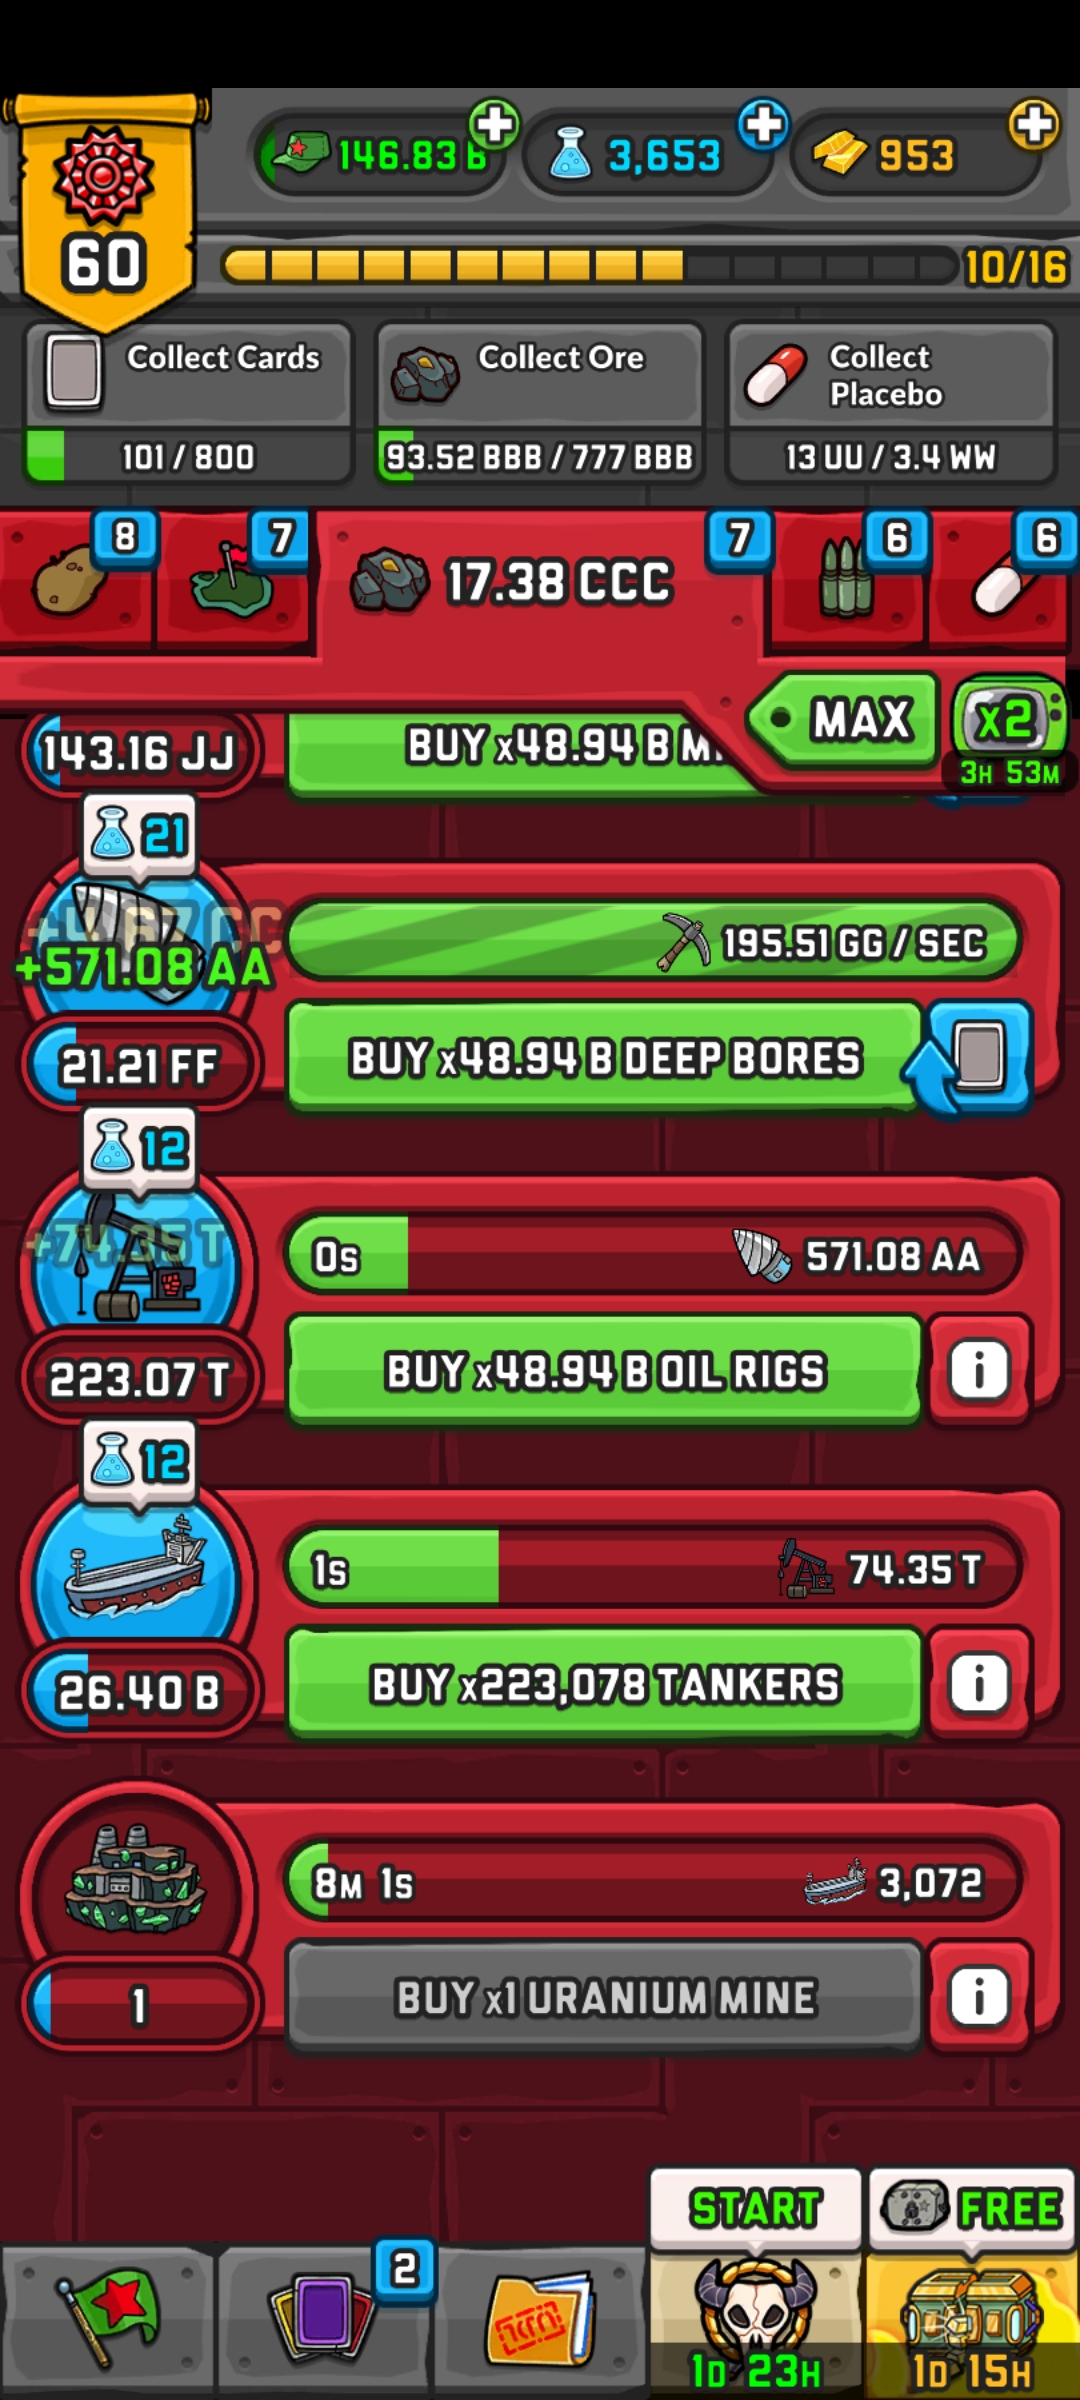 60
146.83 B
3,653
953
10/16
Collect Cards
101 / 800
Collect Ore
93.52 BBB / 777 BBB
Collect
Placebo
13 UU / 3.4 WW
8
7
17.38 CCC
7
6
6
MAX
x2
3H 53M
143.16 JJ
BUY x48.94 B
21
+571.08 AA
195.51 GG / SEC
21.21 FF
BUY x48.94 B DEEP BORES
12
+74.35 T
0s
571.08 AA
223.07 T
BUY x48.94 B OIL RIGS
i
12
1s
74.35 T
26.40 B
BUY x223,078 TANKERS
i
8M 1s
3,072
1
BUY x1 URANIUM MINE
i
START
FREE
2
1D 23H
1D 15H